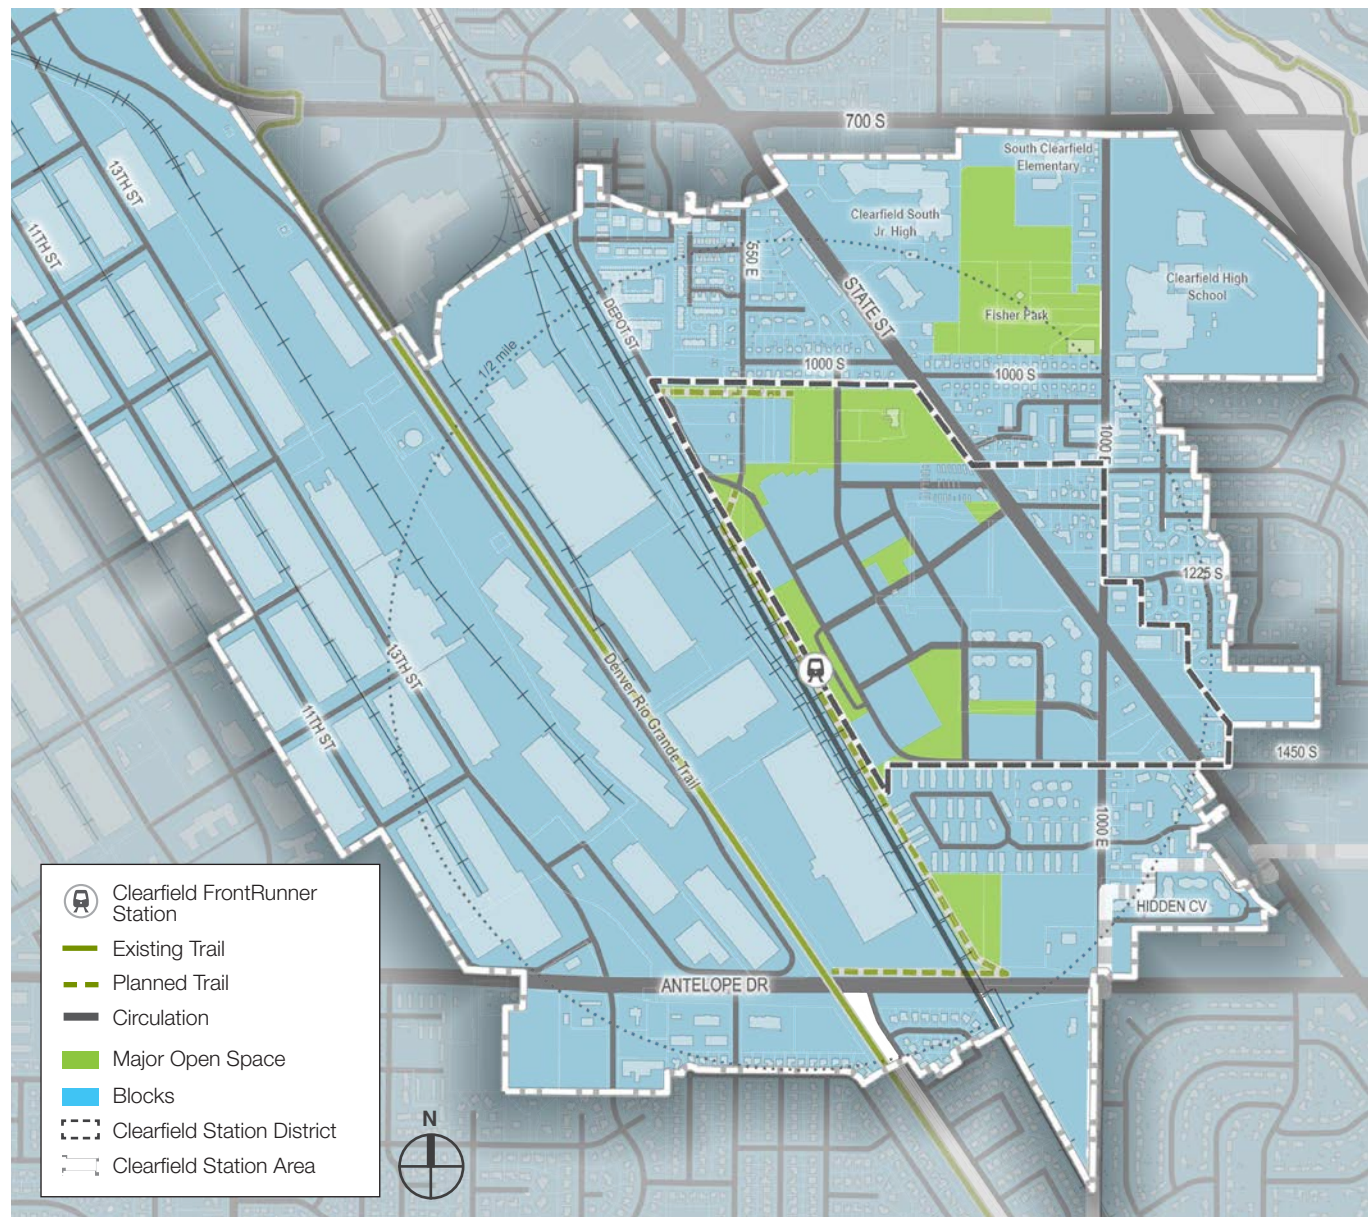 700 S
South Clearfield
Elementary
13TH ST
Clearfield South
Jr. High
11TH ST
550 E
Clearfield High
School
STATE ST
DEPOT ST
Fisher Park
1/2 mile
1000 S
1000 S
1000 E
1225 S
13TH ST
Denver Rio Grande Trail
11TH ST
1450 S
1000 E
HIDDEN CV
ANTELOPE DR
Clearfield FrontRunner
Station
Existing Trail
Planned Trail
Circulation
Major Open Space
Blocks
Clearfield Station District
Clearfield Station Area
N